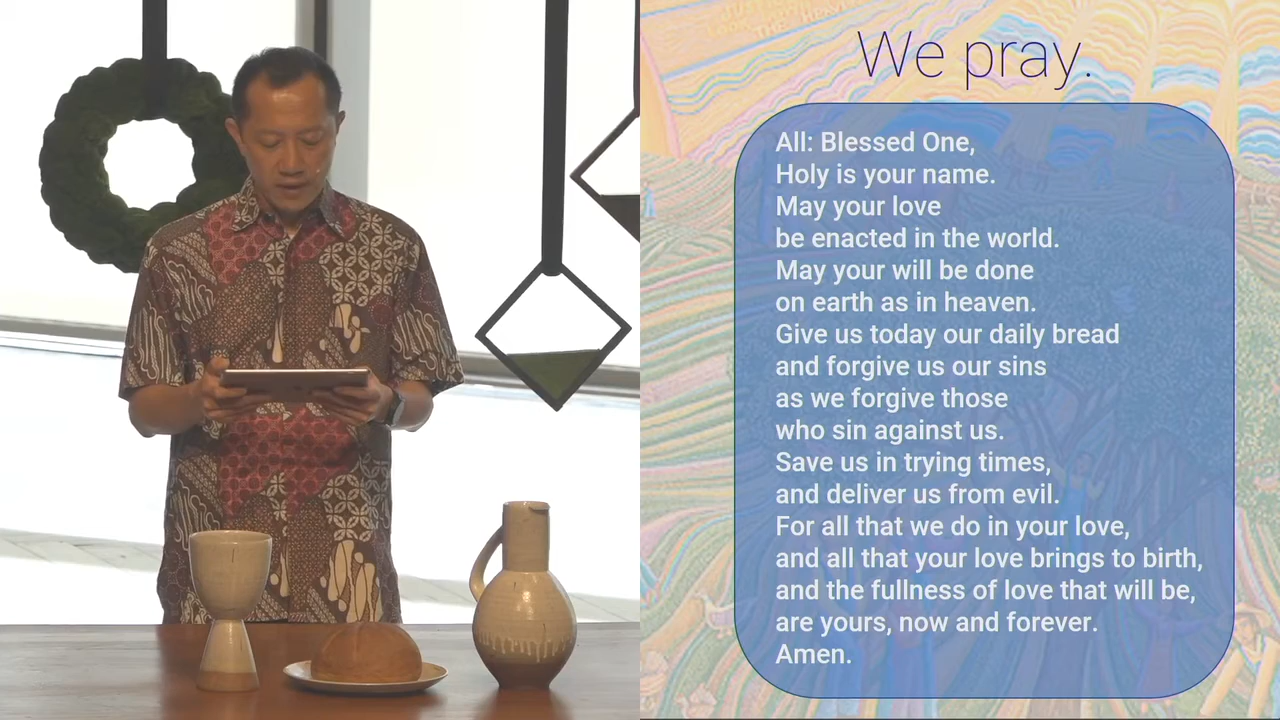 We pray.
All: Blessed One,
Holy is your name.
May your love
be enacted in the world.
May your will be done
on earth as in heaven.
Give us today our daily bread
and forgive us our sins
as we forgive those
who sin against us.
Save us in trying times,
and deliver us from evil.
For all that we do in your love,
and all that your love brings to birth,
and the fullness of love that will be,
are yours, now and forever.
Amen.